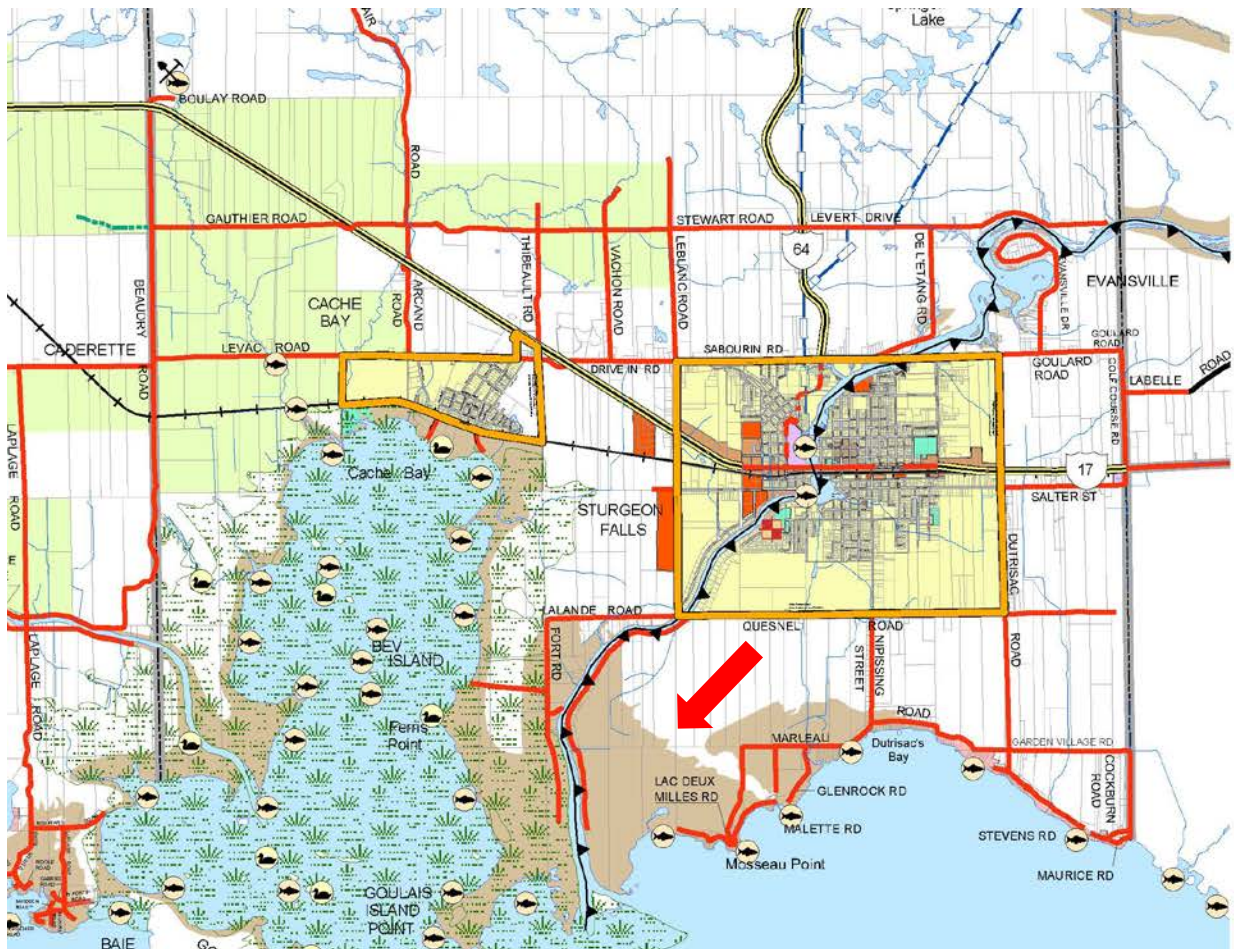 Lake
AIR
BOULAY ROAD
ROAD
GAUTHIER ROAD
STEWART ROAD
LEVERT DRIVE
64
THIBEAULT RD
VACHON ROAD
LEBLANC ROAD
DE L'ETANG RD
EVANSVILLE DR
EVANSVILLE
BEAUDRY
ROAD
CACHE
BAY
ARCAND
ROAD
GOULARD
ROAD
CADERETTE
LEVAC ROAD
DRIVE IN RD
SABOURIN RD
GOULARD
ROAD
GOLF COURSE RD
LABELLE
ROAD
LAPLAGE
ROAD
Cache Bay
17
SALTER ST
STURGEON
FALLS
DUTRISAC
ROAD
LALANDE ROAD
QUESNEL
ROAD
FORT RD
NIPISSING
STREET
LAPLAGE
ROAD
BEV
ISLAND
Ferris
Point
ROAD
MARLEAU
Dutrisac's
Bay
GARDEN VILLAGE RD
COCKBURN
ROAD
LAC DEUX
MILLES RD
GLENROCK RD
MALETTE RD
STEVENS RD
Mosseau Point
MAURICE RD
GOULAIS
ISLAND
POINT
BAIE